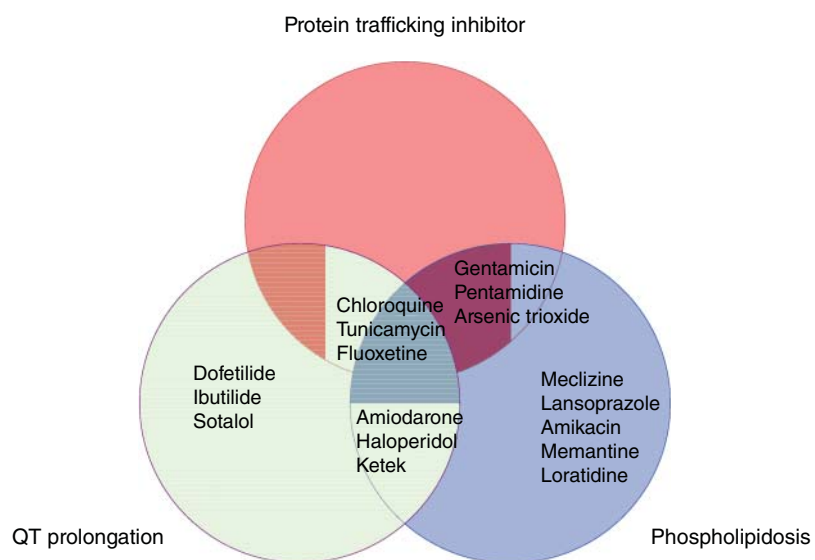 Protein trafficking inhibitor
Gentamicin
Pentamidine
Arsenic trioxide
Chloroquine
Tunicamycin
Fluoxetine
Dofetilide
Ibutilide
Sotalol
Meclizine
Lansoprazole
Amikacin
Memantine
Loratidine
Amiodarone
Haloperidol
Ketek
QT prolongation
Phospholipidosis